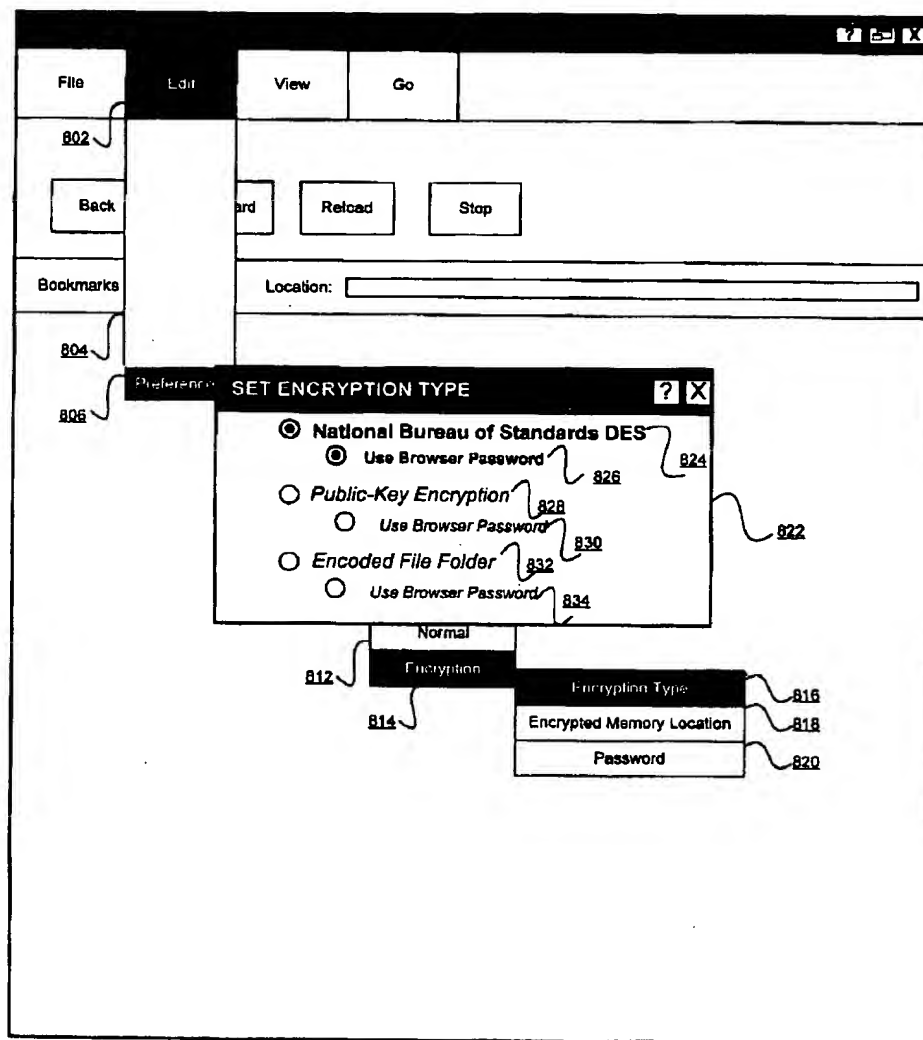 ? X
File Edit View Go
802
Back ard Reload Stop
Bookmarks Location:
804
806
Preference
SET ENCRYPTION TYPE ? X
National Bureau of Standards DES
824
Use Browser Password
826
Public-Key Encryption
828
822
Use Browser Password
830
Encoded File Folder
832
Use Browser Password
834
Normal
812
Encryption
814
Encryption Type
816
Encrypted Memory Location
818
Password
820